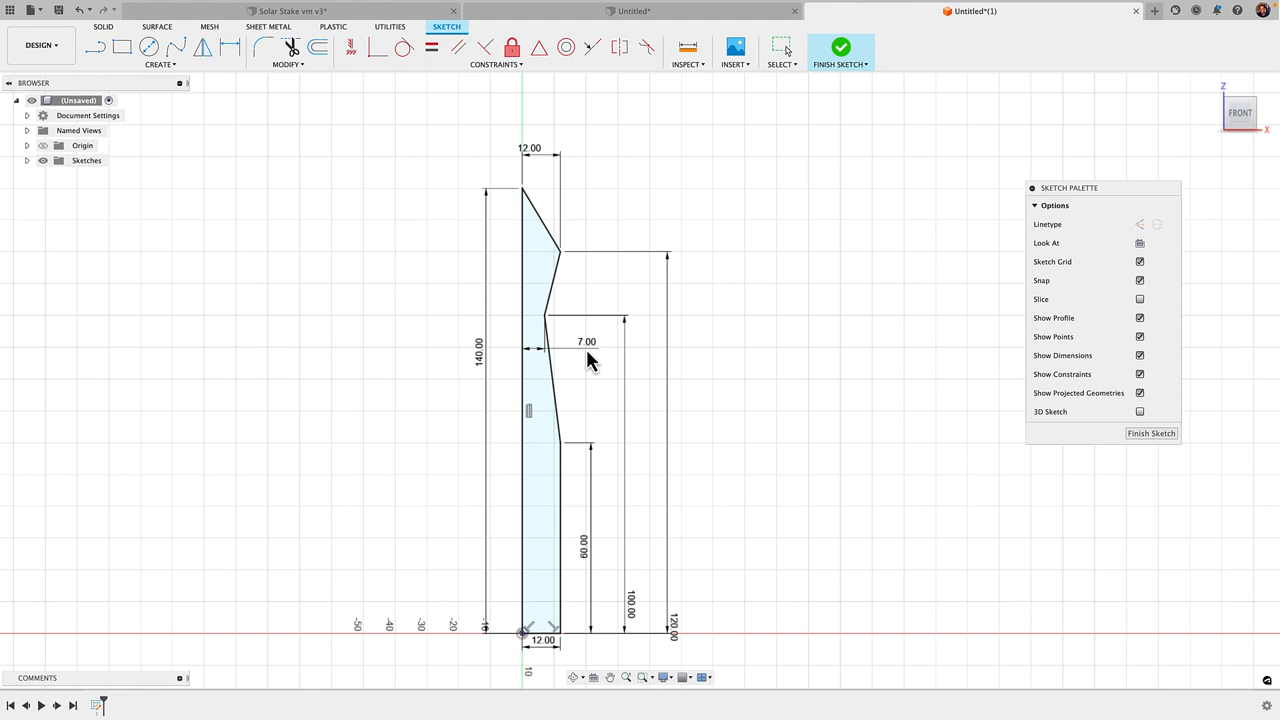 Solar Stake vm v3*
Untitled*
Untitled*(1)
SOLID
SURFACE
MESH
SHEET METAL
PLASTIC
UTILITIES
SKETCH
DESIGN
CREATE
MODIFY
CONSTRAINTS
INSPECT
INSERT
SELECT
FINISH SKETCH
BROWSER
(Unsaved)
Document Settings
Named Views
Origin
Sketches
Z
FRONT
X
12.00
140.00
7.00
60.00
100.00
120.00
12.00
-50
-40
-30
-20
10
SKETCH PALETTE
Options
Linetype
Look At
Sketch Grid
Snap
Slice
Show Profile
Show Points
Show Dimensions
Show Constraints
Show Projected Geometries
3D Sketch
Finish Sketch
COMMENTS